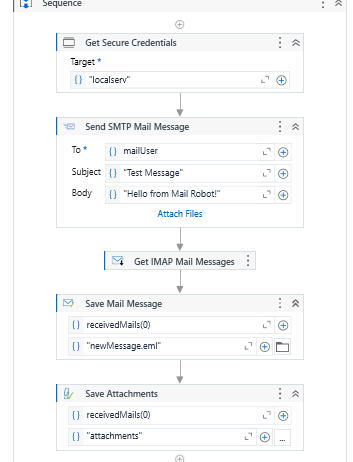 Sequence
Get Secure Credentials
Target *
"localserv"
Send SMTP Mail Message
To * mailUser
Subject "Test Message"
Body "Hello from Mail Robot!"
Attach Files
Get IMAP Mail Messages
Save Mail Message
receivedMails(0)
"newMessage.eml"
Save Attachments
receivedMails(0)
"attachments"